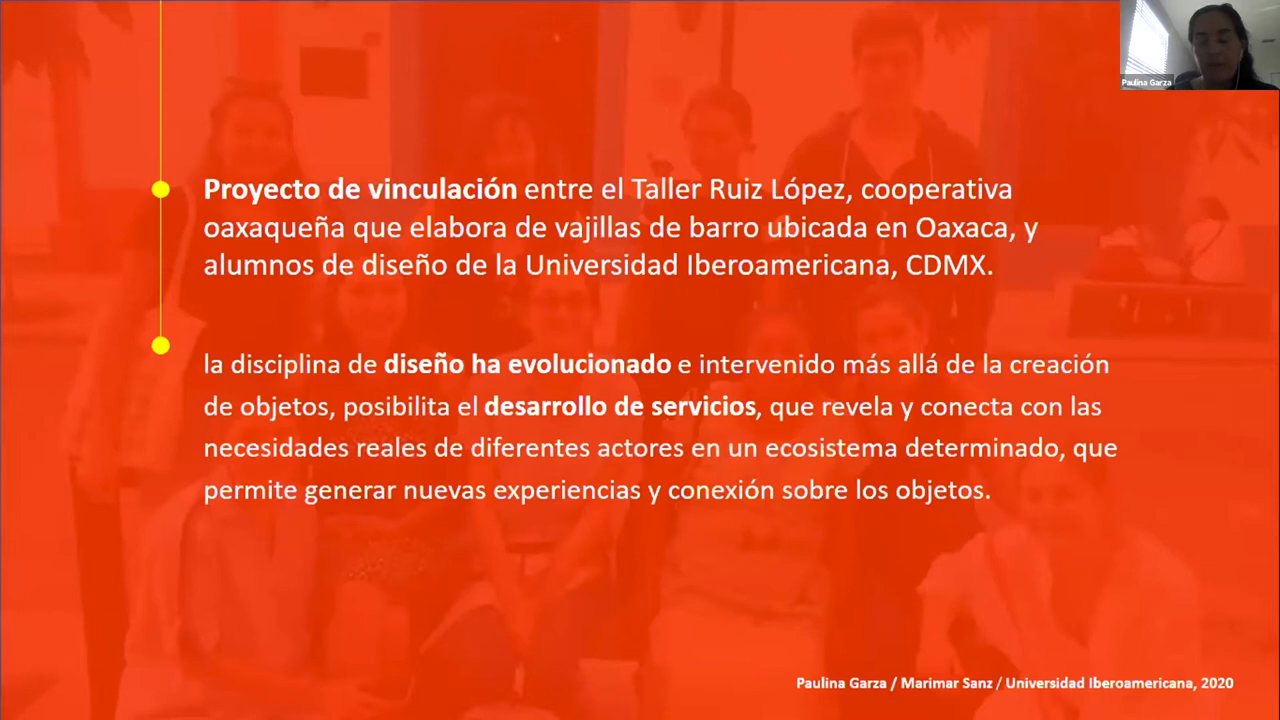 Paulina Garza
Proyecto de vinculación entre el Taller Ruiz López, cooperativa
oaxaqueña que elabora de vajillas de barro ubicada en Oaxaca, y
alumnos de diseño de la Universidad Iberoamericana, CDMX.
la disciplina de diseño ha evolucionado e intervenido más allá de la creación
de objetos, posibilita el desarrollo de servicios, que revela y conecta con las
necesidades reales de diferentes actores en un ecosistema determinado, que
permite generar nuevas experiencias y conexión sobre los objetos.
Paulina Garza / Marimar Sanz / Universidad Iberoamericana, 2020